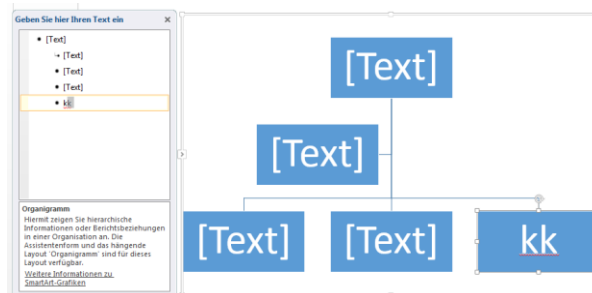 Geben Sie hier Ihren Text ein
[Text]
[Text]
[Text]
[Text]
kk
Organigramm
Hiermit zeigen Sie hierarchische
Informationen oder Berichtsbeziehungen
in einer Organisation an. Die
Assistentenform und das hängende
Layout 'Organigramm' sind für dieses
Layout verfügbar.
Weitere Informationen zu
SmartArt-Grafiken
[Text]
[Text]
[Text] [Text] kk